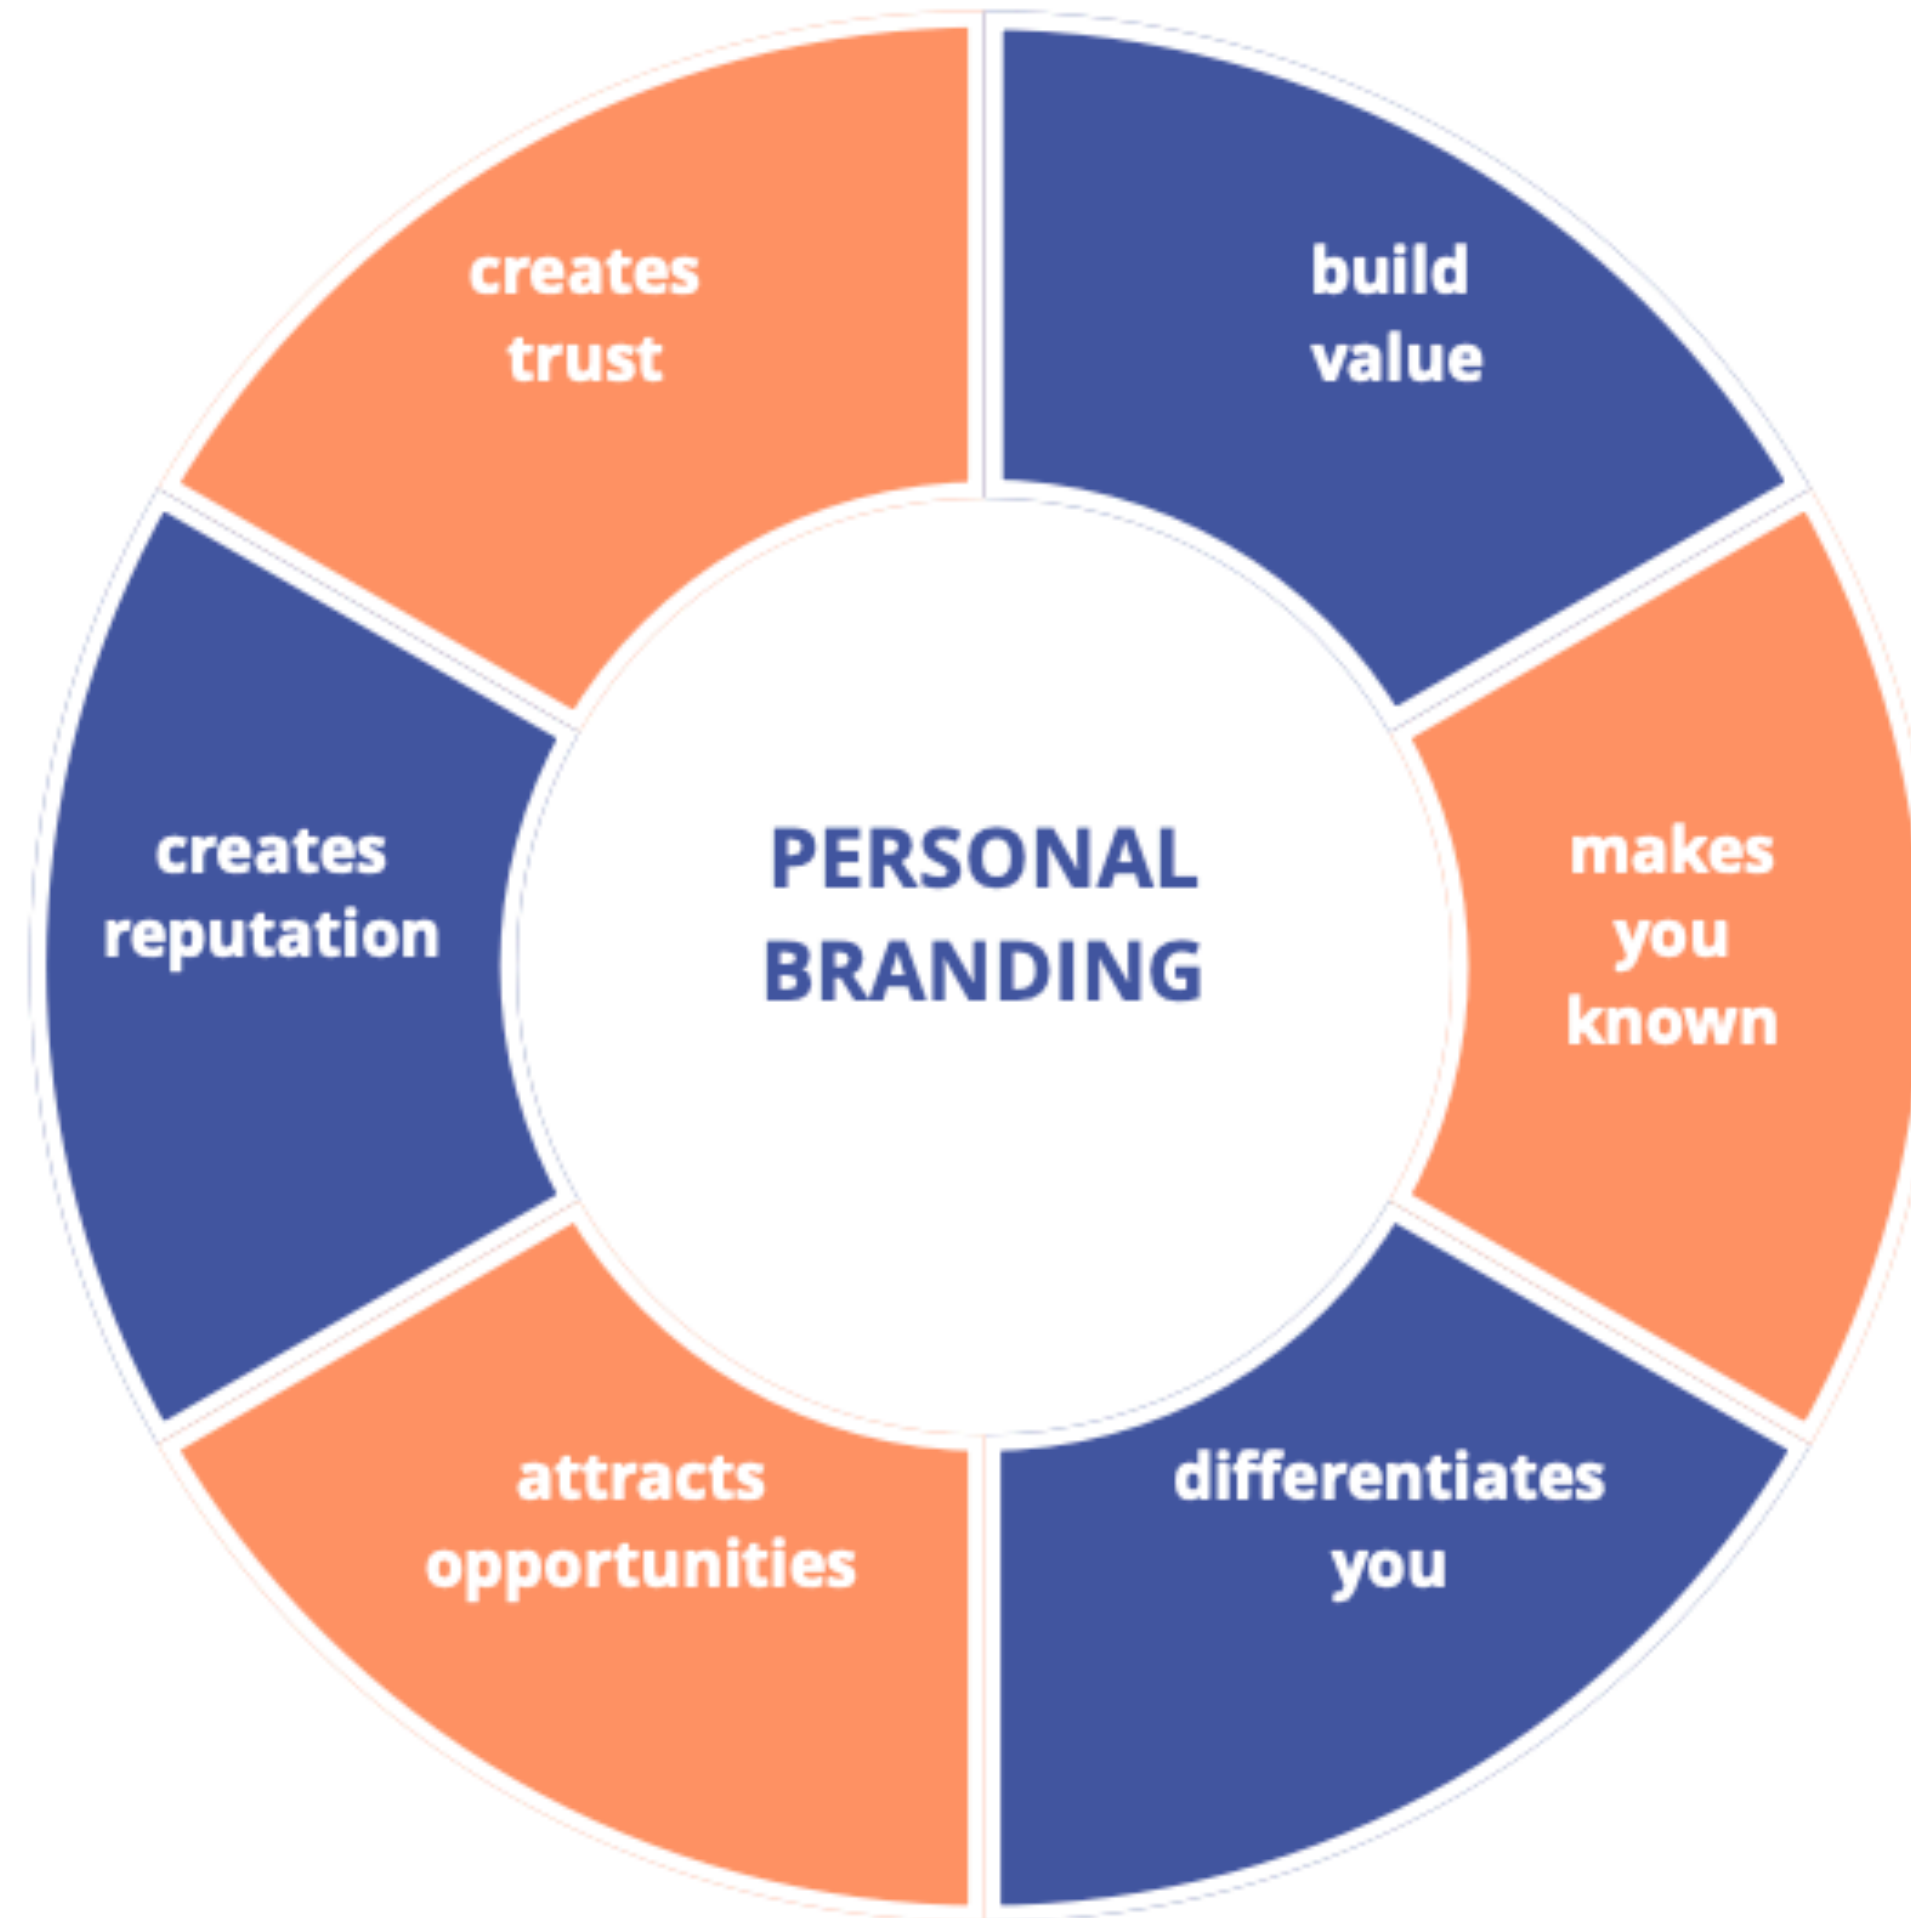 creates
trust
build
value
creates
reputation
PERSONAL
BRANDING
makes
you
known
attracts
opportunities
differentiates
you